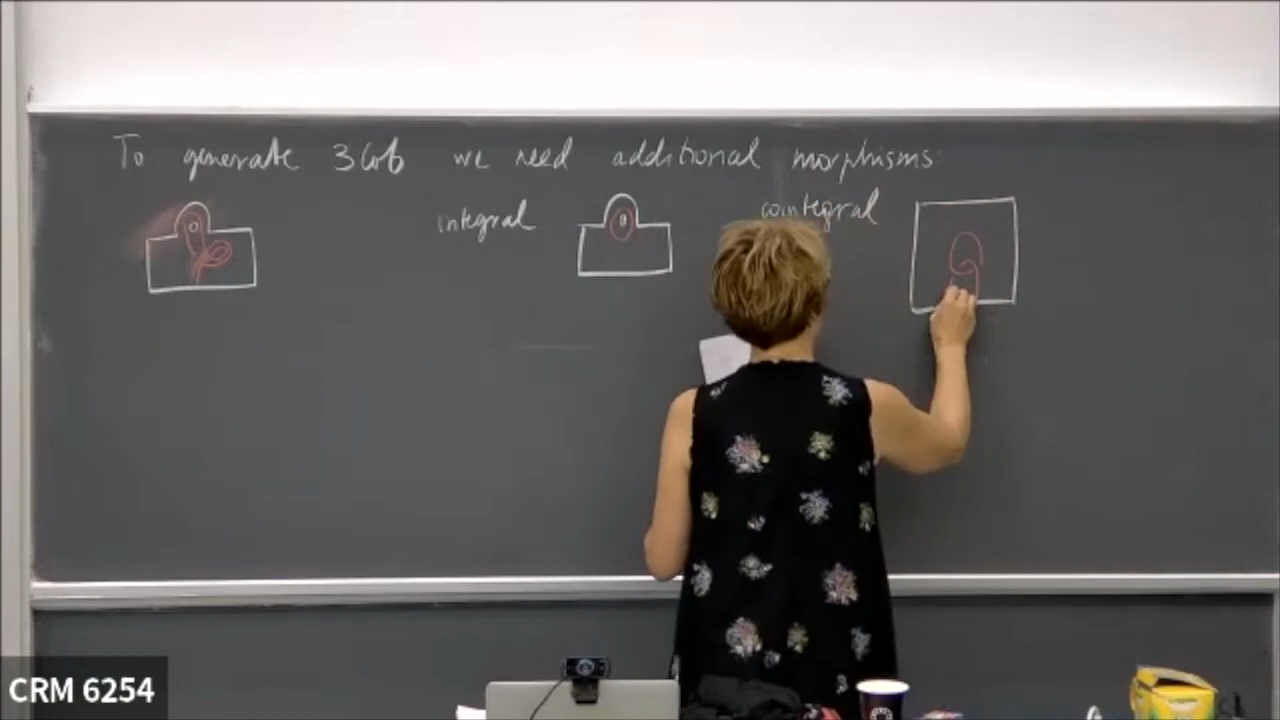 To generate 3Cob we need additional morphisms
integral cointegral
CRM 6254